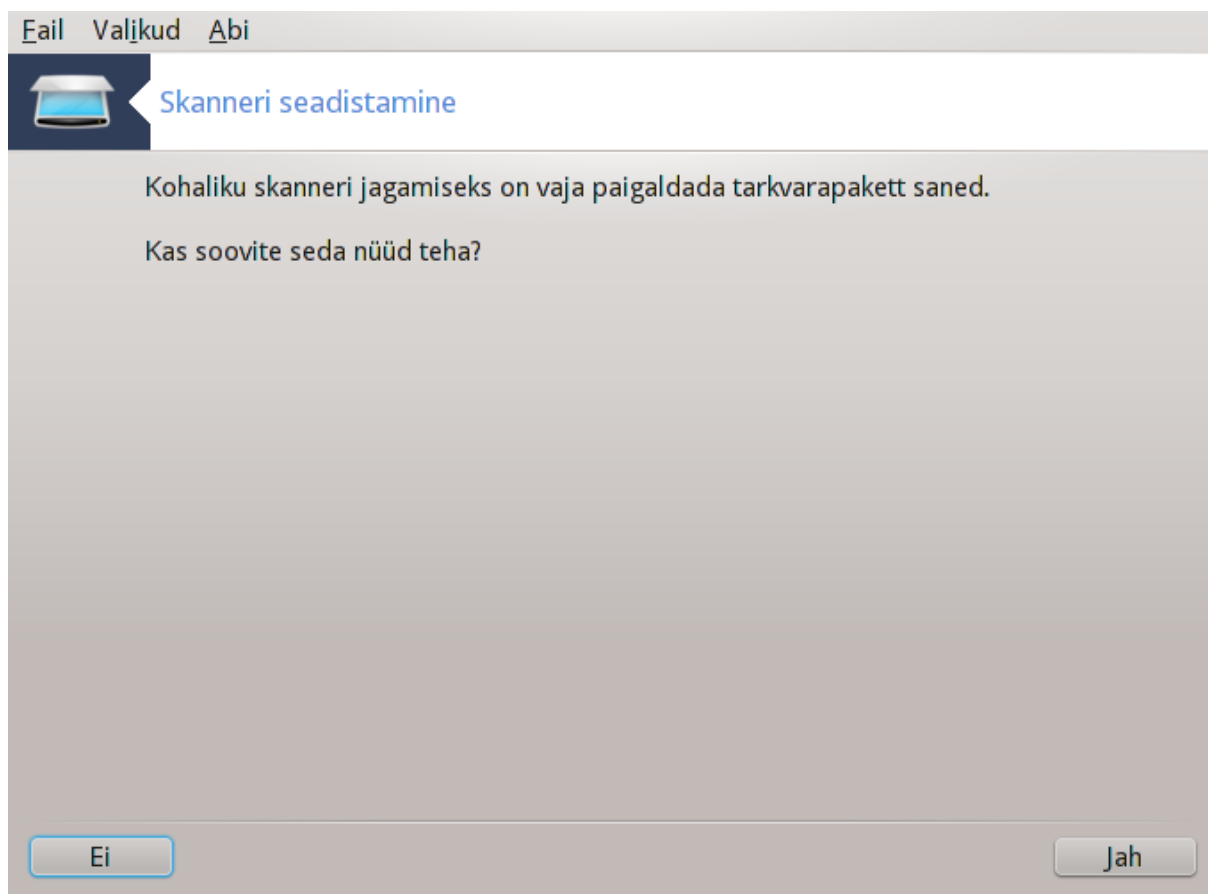 Fail Valikud Abi
Skanneri seadistamine
Kohaliku skanneri jagamiseks on vaja paigaldada tarkvarapakett saned.
Kas soovite seda nüüd teha?
Ei Jah